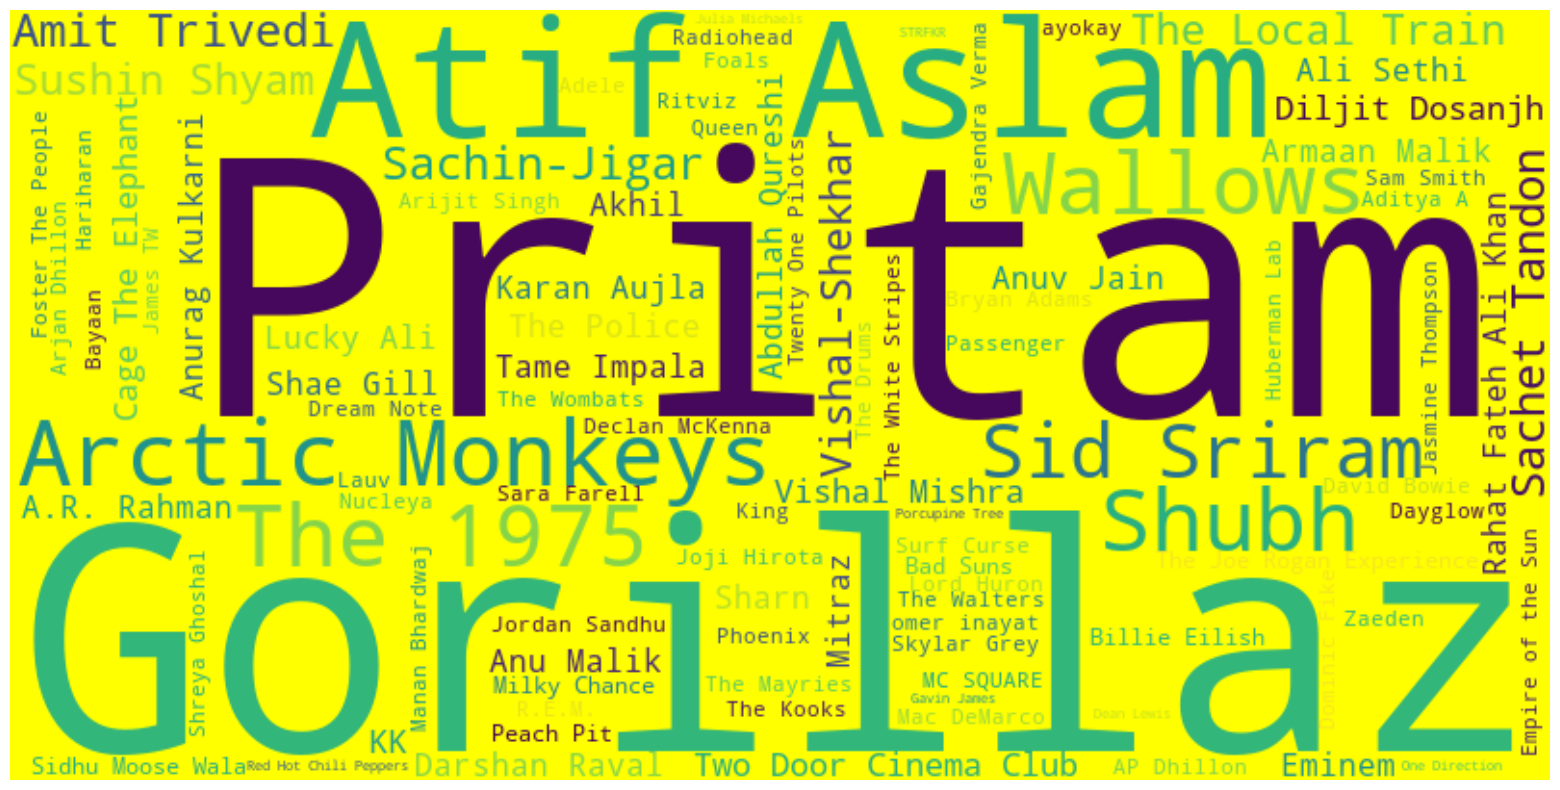 Amit Trivedi
Atif Aslam
Julia Michaels
Radiohead
Foals
STRFKR
ayokay
The Local Train
Sushin Shyam
Adele
Ritviz
Queen
Gajendra Verma
Ali Sethi
Diljit Dosanjh
Foster The People
Arjan Dhillon
Hariharan
Bayaan
Cage The Elephant
James TW
Anurag Kulkarni
Pritam
Sachin-Jigar
Arijit Singh
Akhil
Abdullah Qureshi
Twenty One Pilots
Vishal-Shekhar
Wallows
Armaan Malik
Sam Smith
Aditya A
Karan Aujla
The Police
Tame Impala
The Wombats
Declan McKenna
Lucky Ali
Shae Gill
Dream Note
The Drums
The White Stripes
Anuv Jain
Bryan Adams
Passenger
Huberman Lab
Jasmine Thompson
Rahat Fateh Ali Khan
Sachet Tandon
Arctic Monkeys
Sid Sriram
Lauv
Nucleya
Sara Farell
Vishal Mishra
David Bowie
A.R. Rahman
The 1975
King
Porcupine Tree
Shubh
Dayglow
Gorillaz
Shreya Ghoshal
Manan Bhardwaj
Joji Hirota
Surf Curse
Bad Suns
Lord Huron
The Joe Rogan Experience
Sharn
Mitraz
The Walters
omer inayat
Skylar Grey
Jordan Sandhu
Phoenix
Billie Eilish
Dominic Fike
Zaeden
Empire of the Sun
Anu Malik
Milky Chance
The Mayries
MC SQUARE
Gavin James
R.E.M.
The Kooks
Mac DeMarco
Dean Lewis
Peach Pit
KK
Sidhu Moose Wala
Red Hot Chili Peppers
Darshan Raval
Two Door Cinema Club
AP Dhillon
Eminem
One Direction